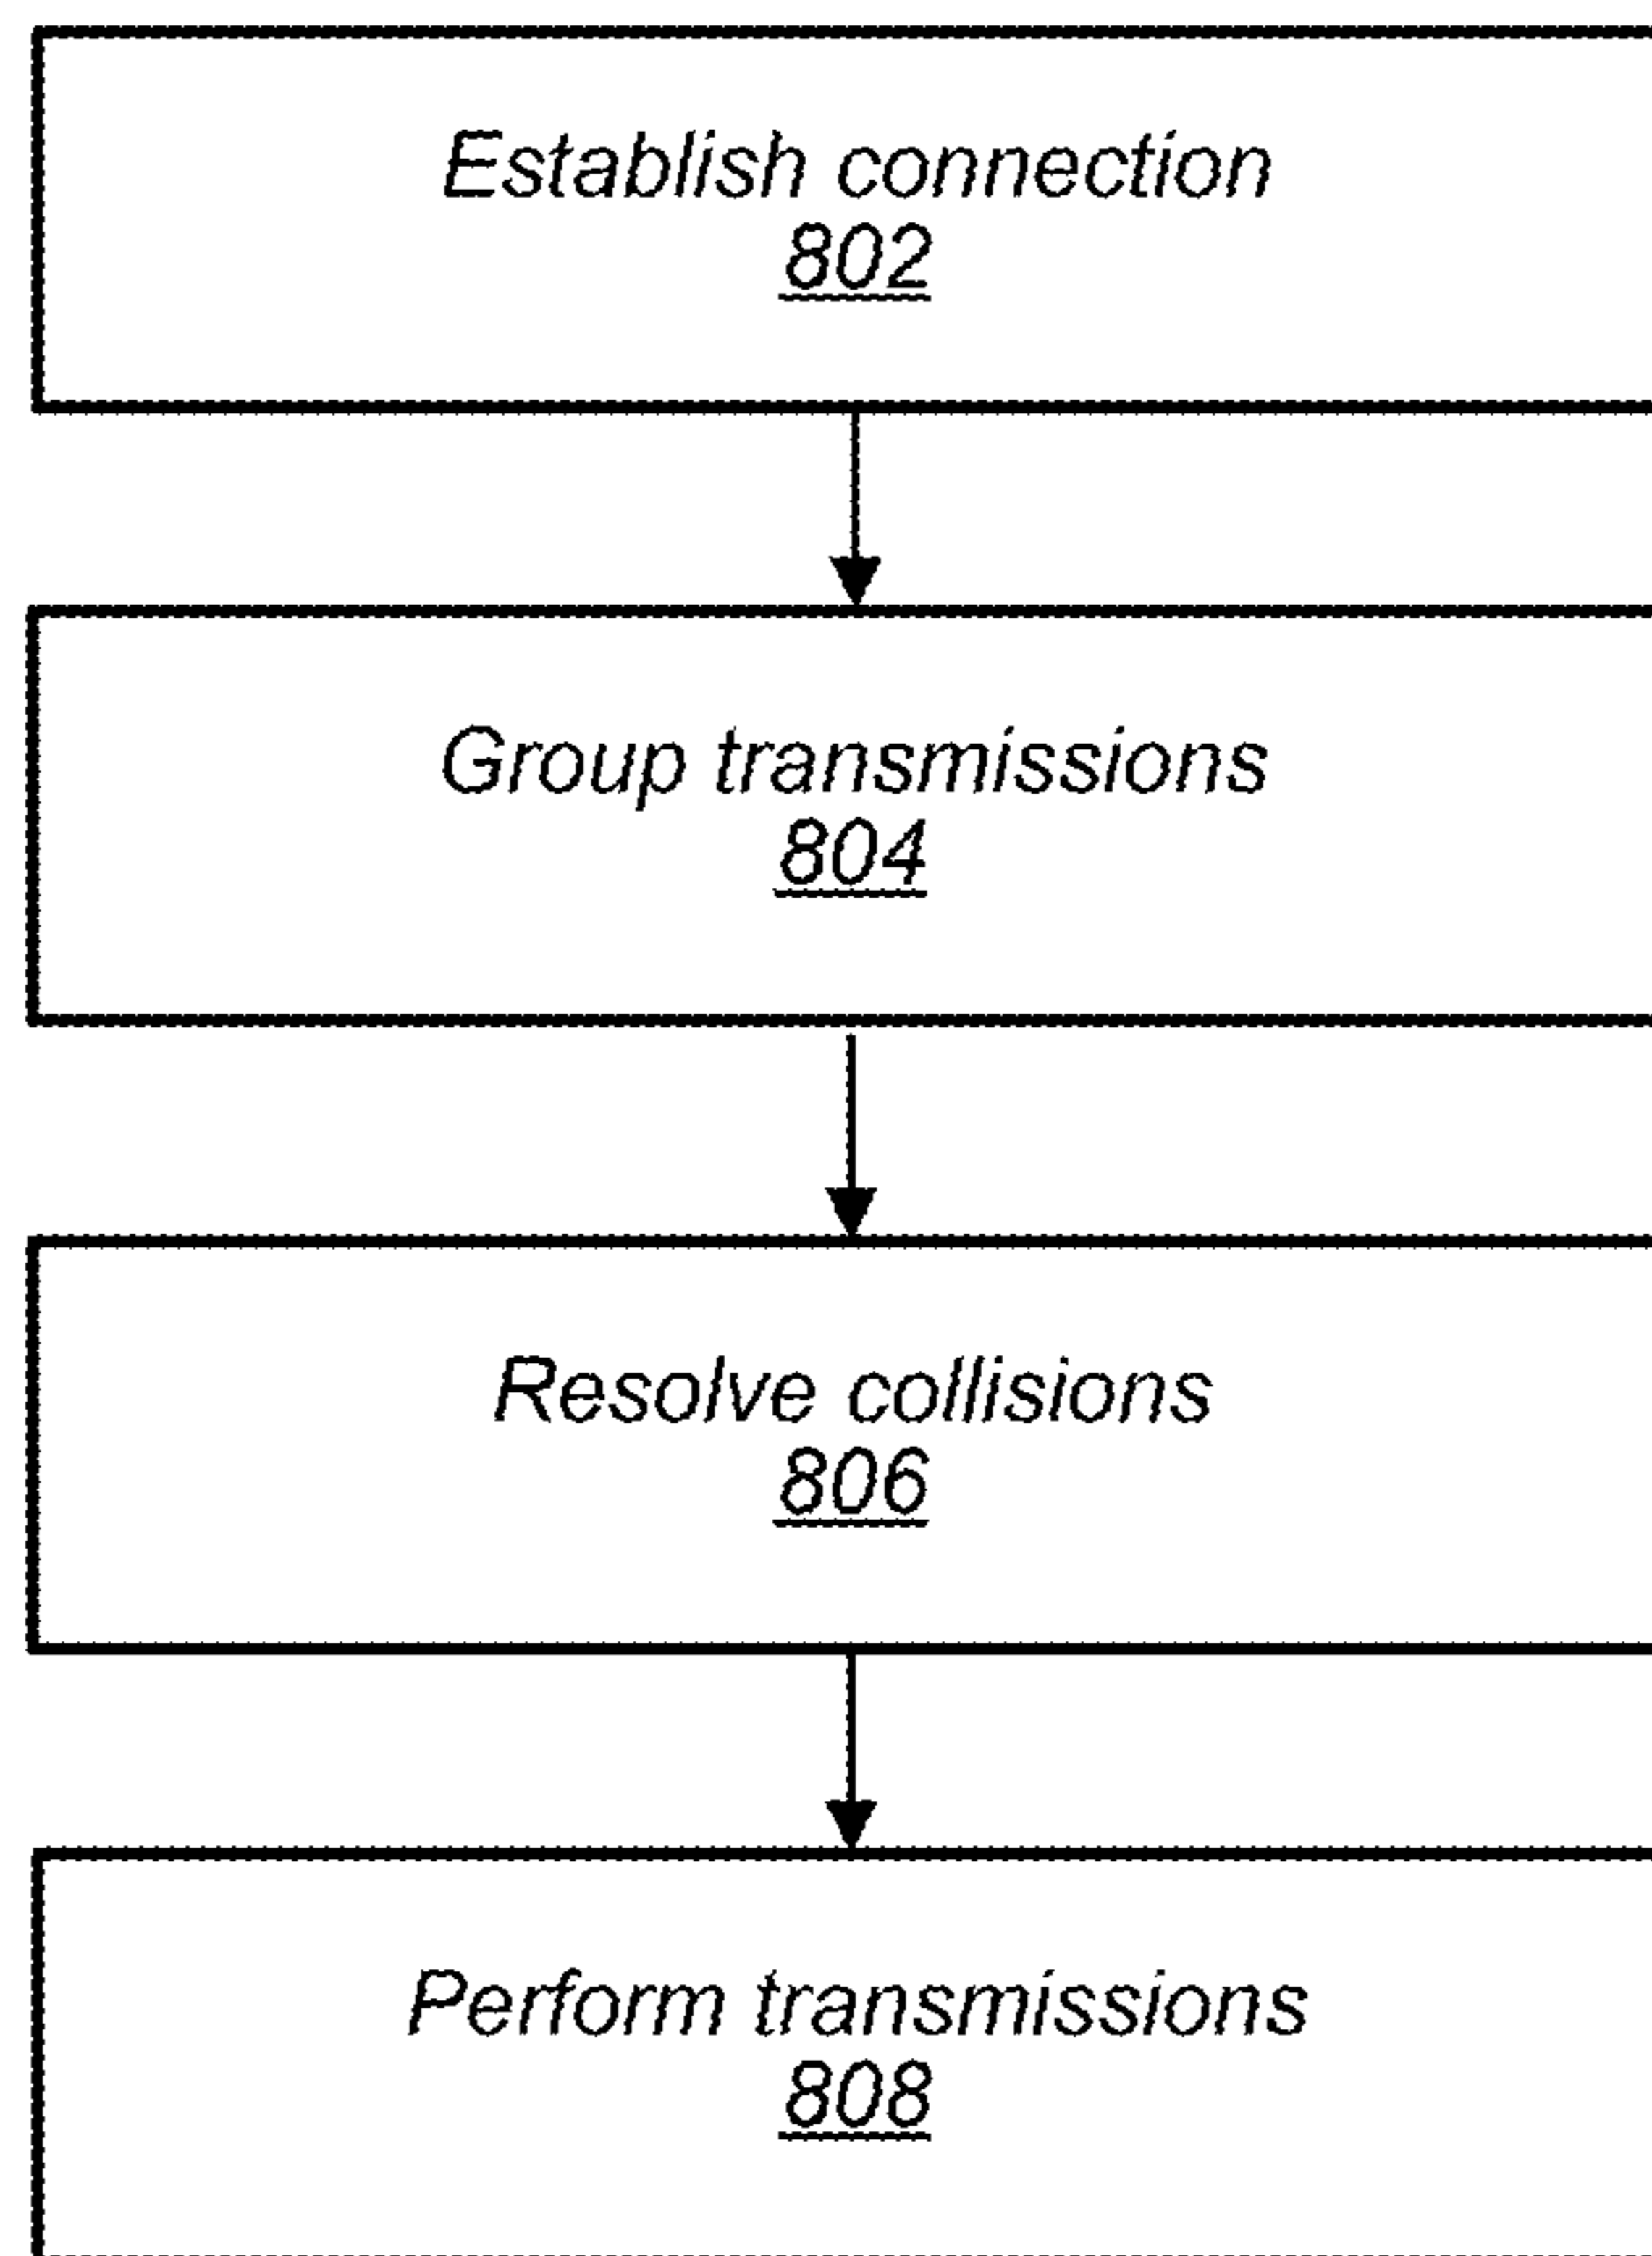 Establish connection
802
Group transmissions
804
Resolve collisions
806
Perform transmissions
808